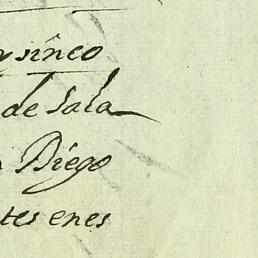 y sinco
de Sala
Diego
tes enes